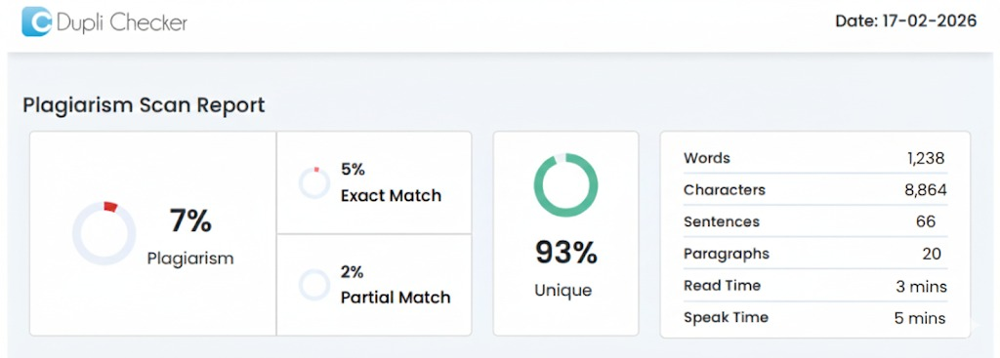 Dupli Checker
Date: 17-02-2026
Plagiarism Scan Report
7%
Plagiarism
5%
Exact Match
2%
Partial Match
93%
Unique
Words 1,238
Characters 8,864
Sentences 66
Paragraphs 20
Read Time 3 mins
Speak Time 5 mins